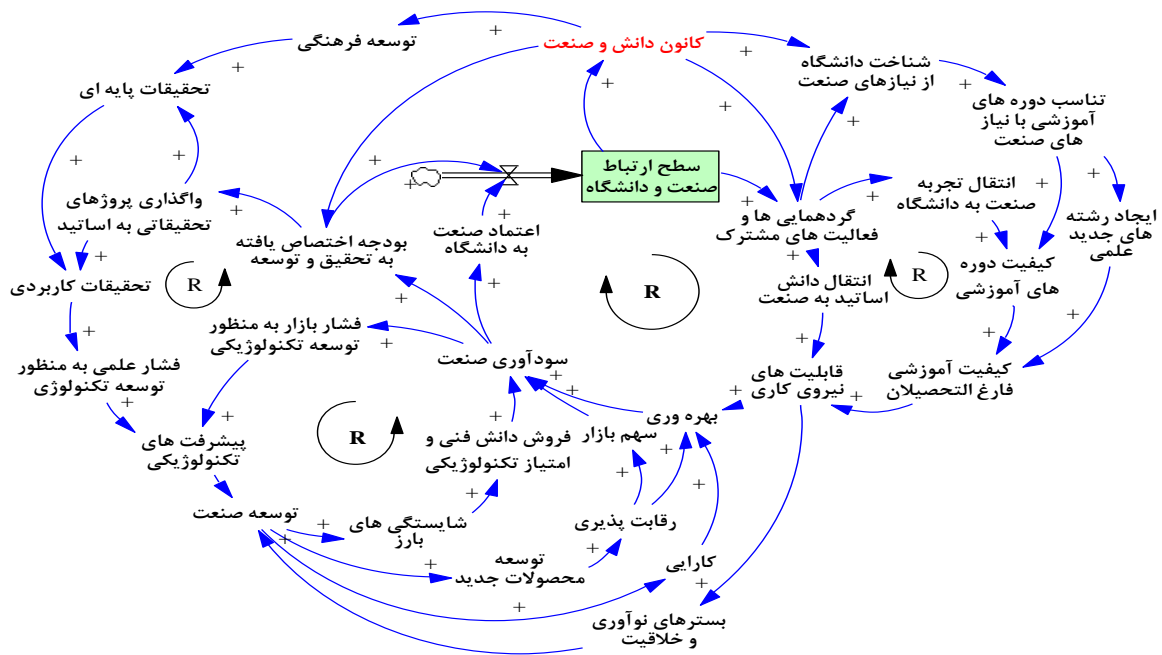 کانون دانش و صنعت
توسعه فرهنگی
تحقیقات پایه ای
شناخت دانشگاه
از نیازهای صنعت
تناسب دوره های
آموزشی با نیاز
های صنعت
سطح ارتباط
صنعت و دانشگاه
انتقال تجربه
صنعت به دانشگاه
ایجاد رشته
های جدید
علمی
گردهمایی ها و
فعالیت های مشترک
واگذاری پروژهای
تحقیقاتی به اساتید
بودجه اختصاص یافته
به تحقیق و توسعه
اعتماد صنعت
به دانشگاه
کیفیت دوره
های آموزشی
انتقال دانش
اساتید به صنعت
تحقیقات کاربردی
R
R
R
فشار بازار به منظور
توسعه تکنولوژیکی
سودآوری صنعت
فشار علمی به منظور
توسعه تکنولوژی
قابلیت های
نیروی کاری
کیفیت آموزشی
فارغ التحصیلان
بهره وری
سهم بازار
فروش دانش فنی و
امتیاز تکنولوژیکی
R
پیشرفت های
تکنولوژیکی
توسعه صنعت
شایستگی های
بارز
رقابت پذیری
توسعه
محصولات جدید
کارایی
بسترهای نوآوری
و خلاقیت